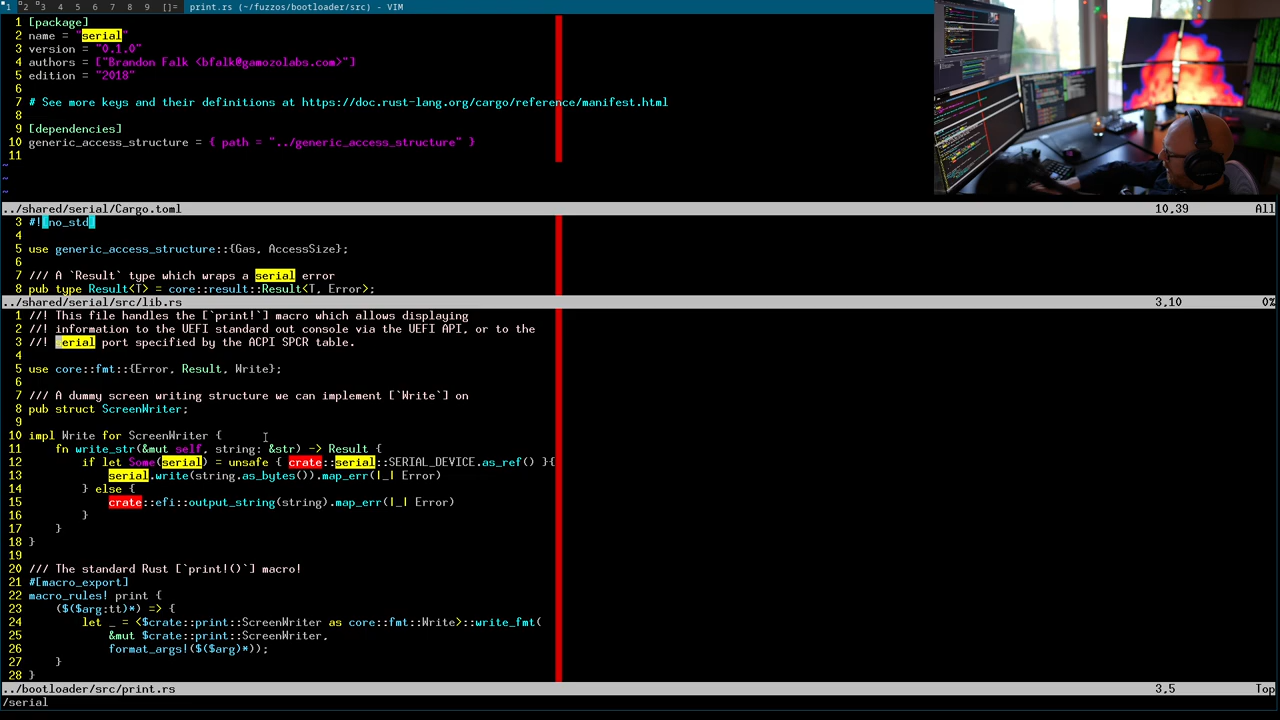 1 2 3 4 5 6 7 8 9 []= print.rs (~/fuzzos/bootloader/src) - VIM
1 [package]
2 name = "serial"
3 version = "0.1.0"
4 authors = ["Brandon Falk <bfalk@gamozolabs.com>"]
5 edition = "2018"
6
7 # See more keys and their definitions at https://doc.rust-lang.org/cargo/reference/manifest.html
8
9 [dependencies]
10 generic_access_structure = { path = "../generic_access_structure" }
11
~
~
~
../shared/serial/Cargo.toml 10,39 All
3 #![no_std]
4
5 use generic_access_structure::{Gas, AccessSize};
6
7 /// A `Result` type which wraps a serial error
8 pub type Result<T> = core::result::Result<T, Error>;
../shared/serial/src/lib.rs 3,10 0%
1 //! This file handles the [`print!`] macro which allows displaying
2 //! information to the UEFI standard out console via the UEFI API, or to the
3 //! serial port specified by the ACPI SPCR table.
4
5 use core::fmt::{Error, Result, Write};
6
7 /// A dummy screen writing structure we can implement [`Write`] on
8 pub struct ScreenWriter;
9
10 impl Write for ScreenWriter {
11 fn write_str(&mut self, string: &str) -> Result {
12 if let Some(serial) = unsafe { crate::serial::SERIAL_DEVICE.as_ref() }{
13 serial.write(string.as_bytes()).map_err(|_| Error)
14 } else {
15 crate::efi::output_string(string).map_err(|_| Error)
16 }
17 }
18 }
19
20 /// The standard Rust [`print!()`] macro!
21 #[macro_export]
22 macro_rules! print {
23 ($($arg:tt)*) => {
24 let _ = <$crate::print::ScreenWriter as core::fmt::Write>::write_fmt(
25 &mut $crate::print::ScreenWriter,
26 format_args!($($arg)*));
27 }
28 }
../bootloader/src/print.rs 3,5 Top
/serial